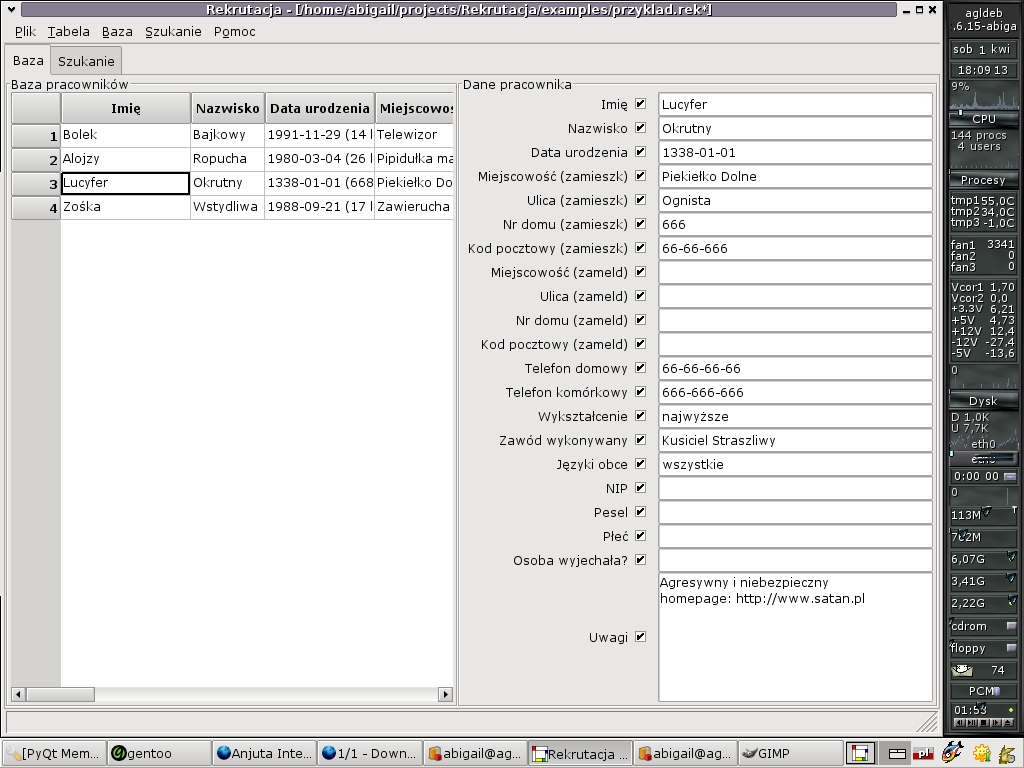 Rekrutacja - [/home/abigail/projects/Rekrutacja/examples/przyklad.rek*]
Plik Tabela Baza Szukanie Pomoc
Baza Szukanie
Baza pracowników
Imię Nazwisko Data urodzenia Miejscowoś
1 Bolek Bajkowy 1991-11-29 (14 l Telewizor
2 Alojzy Ropucha 1980-03-04 (26 l Pipidułka ma
3 Lucyfer Okrutny 1338-01-01 (668 Piekiełko Do
4 Zośka Wstydliwa 1988-09-21 (17 l Zawierucha
Dane pracownika
Imię Lucyfer
Nazwisko Okrutny
Data urodzenia 1338-01-01
Miejscowość (zamieszk) Piekiełko Dolne
Ulica (zamieszk) Ognista
Nr domu (zamieszk) 666
Kod pocztowy (zamieszk) 66-66-666
Miejscowość (zameld)
Ulica (zameld)
Nr domu (zameld)
Kod pocztowy (zameld)
Telefon domowy 66-66-66-66
Telefon komórkowy 666-666-666
Wykształcenie najwyższe
Zawód wykonywany Kusiciel Straszliwy
Języki obce wszystkie
NIP
Pesel
Płeć
Osoba wyjechała?
Uwagi
Agresywny i niebezpieczny
homepage: http://www.satan.pl
agldeb
.6.15-abiga
sob 1 kwi
18:09 13
9%
CPU
144 procs
4 users
Procesy
tmp1 55,0C
tmp2 34,0C
tmp3 -1,0C
fan1 3341
fan2 0
fan3 0
Vcor1 1,70
Vcor2 0,0
+3.3V 6,21
+5V 4,73
+12V 12,4
-12V -27,4
-5V -13,6
0
Dysk
D 1,0K
U 7,7K
eth0
0:00 00
0
113M
762M
6,07G
3,41G
2,22G
cdrom
floppy
74
PCM
01:53
[PyQt Mem... gentoo Anjuta Inte... 1/1 - Down... abigail@ag... Rekrutacja ... abigail@ag... GIMP
pl